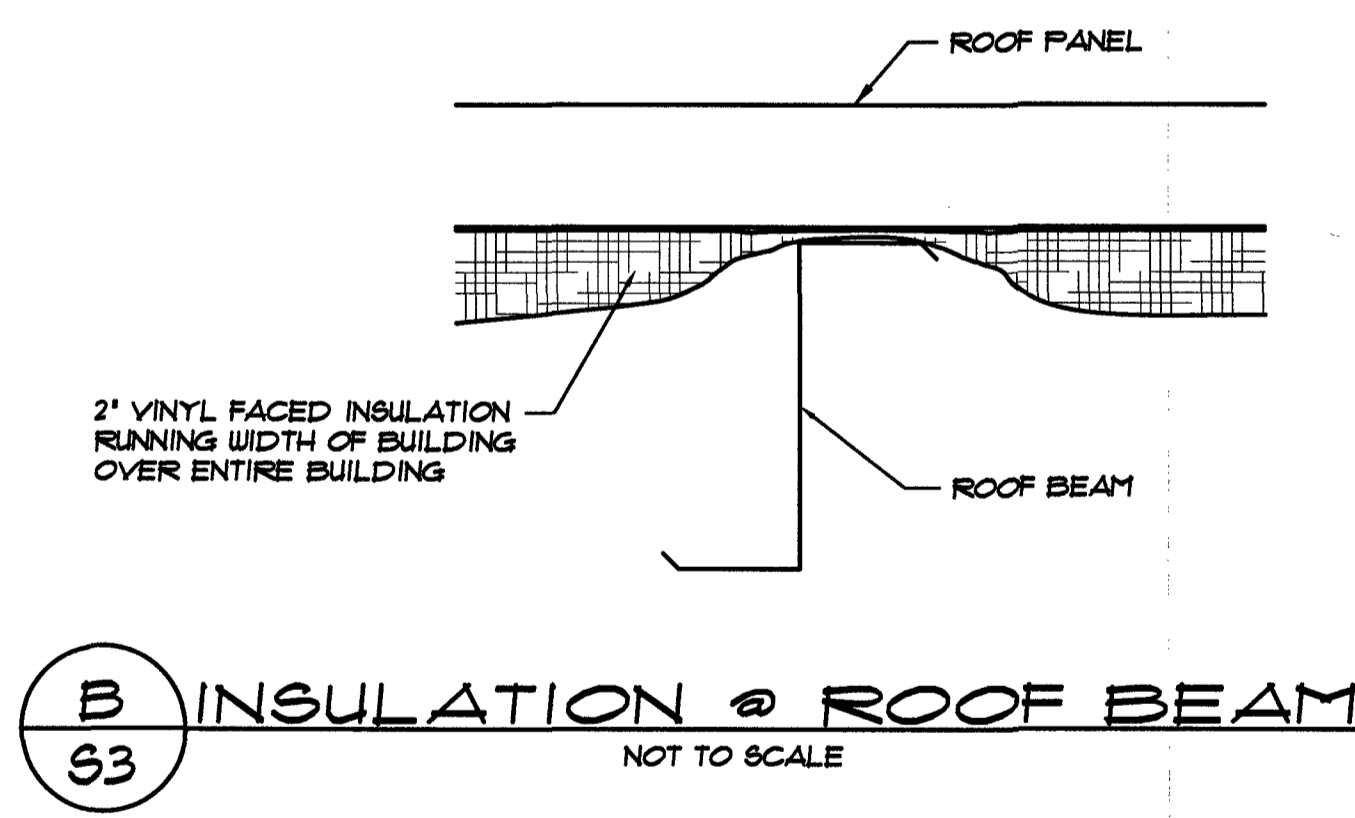 ROOF PANEL
2" VINYL FACED INSULATION
RUNNING WIDTH OF BUILDING
OVER ENTIRE BUILDING
ROOF BEAM
B
S3
INSULATION @ ROOF BEAM
NOT TO SCALE